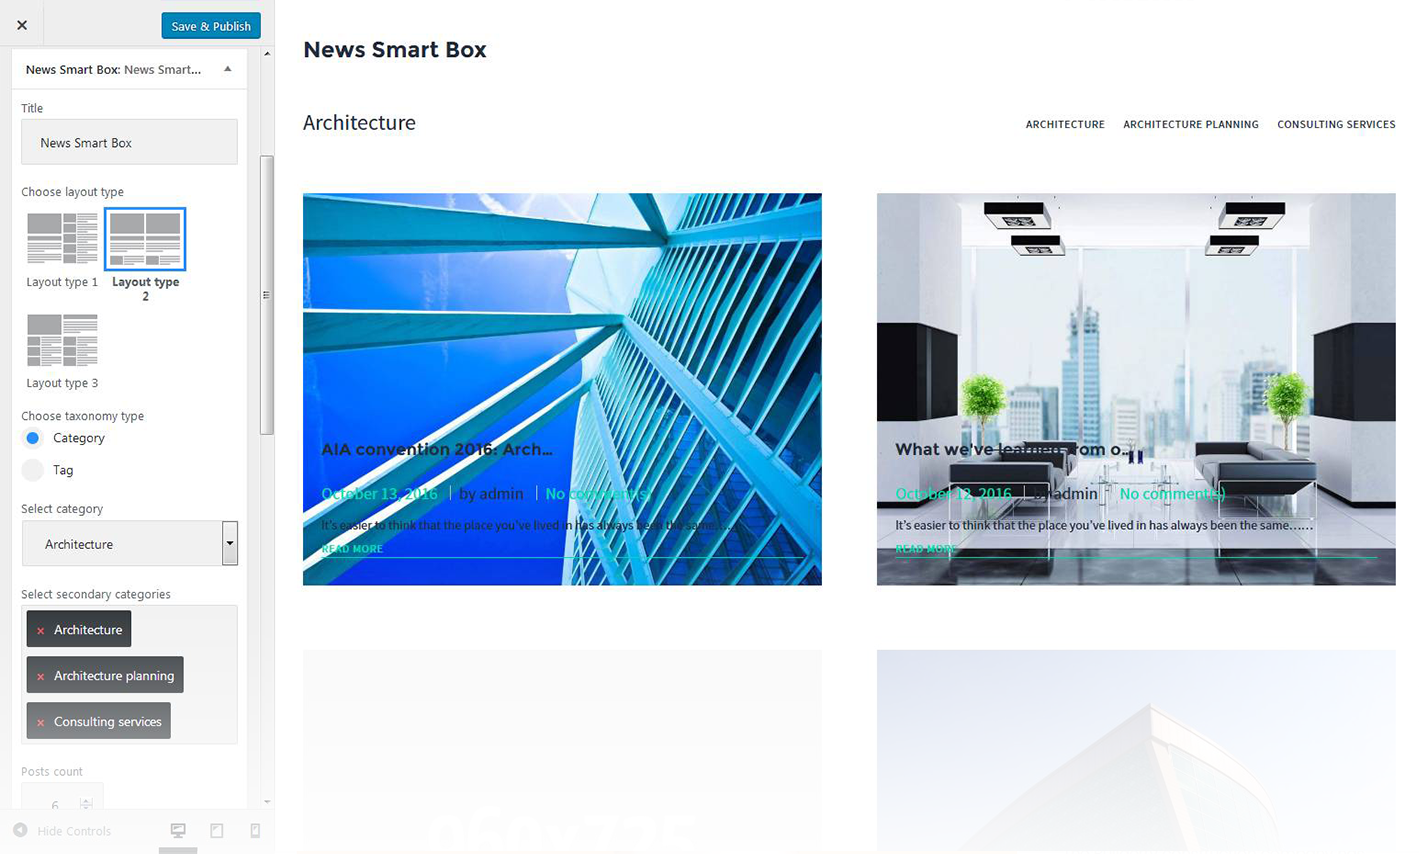 Save & Publish
News Smart Box: News Smart...
Title
News Smart Box
Choose layout type
Layout type 1
Layout type
2
Layout type 3
Choose taxonomy type
Category
Tag
Select category
Architecture
Select secondary categories
× Architecture
× Architecture planning
× Consulting services
Posts count
6
Hide Controls
News Smart Box
Architecture
ARCHITECTURE ARCHITECTURE PLANNING CONSULTING SERVICES
AIA convention 2016: Arch...
October 13, 2016 by admin No comment(s)
It's easier to think that the place you've lived in has always been the same……
READ MORE
What we've learned from o...
October 12, 2016 by admin No comment(s)
It's easier to think that the place you've lived in has always been the same……
READ MORE